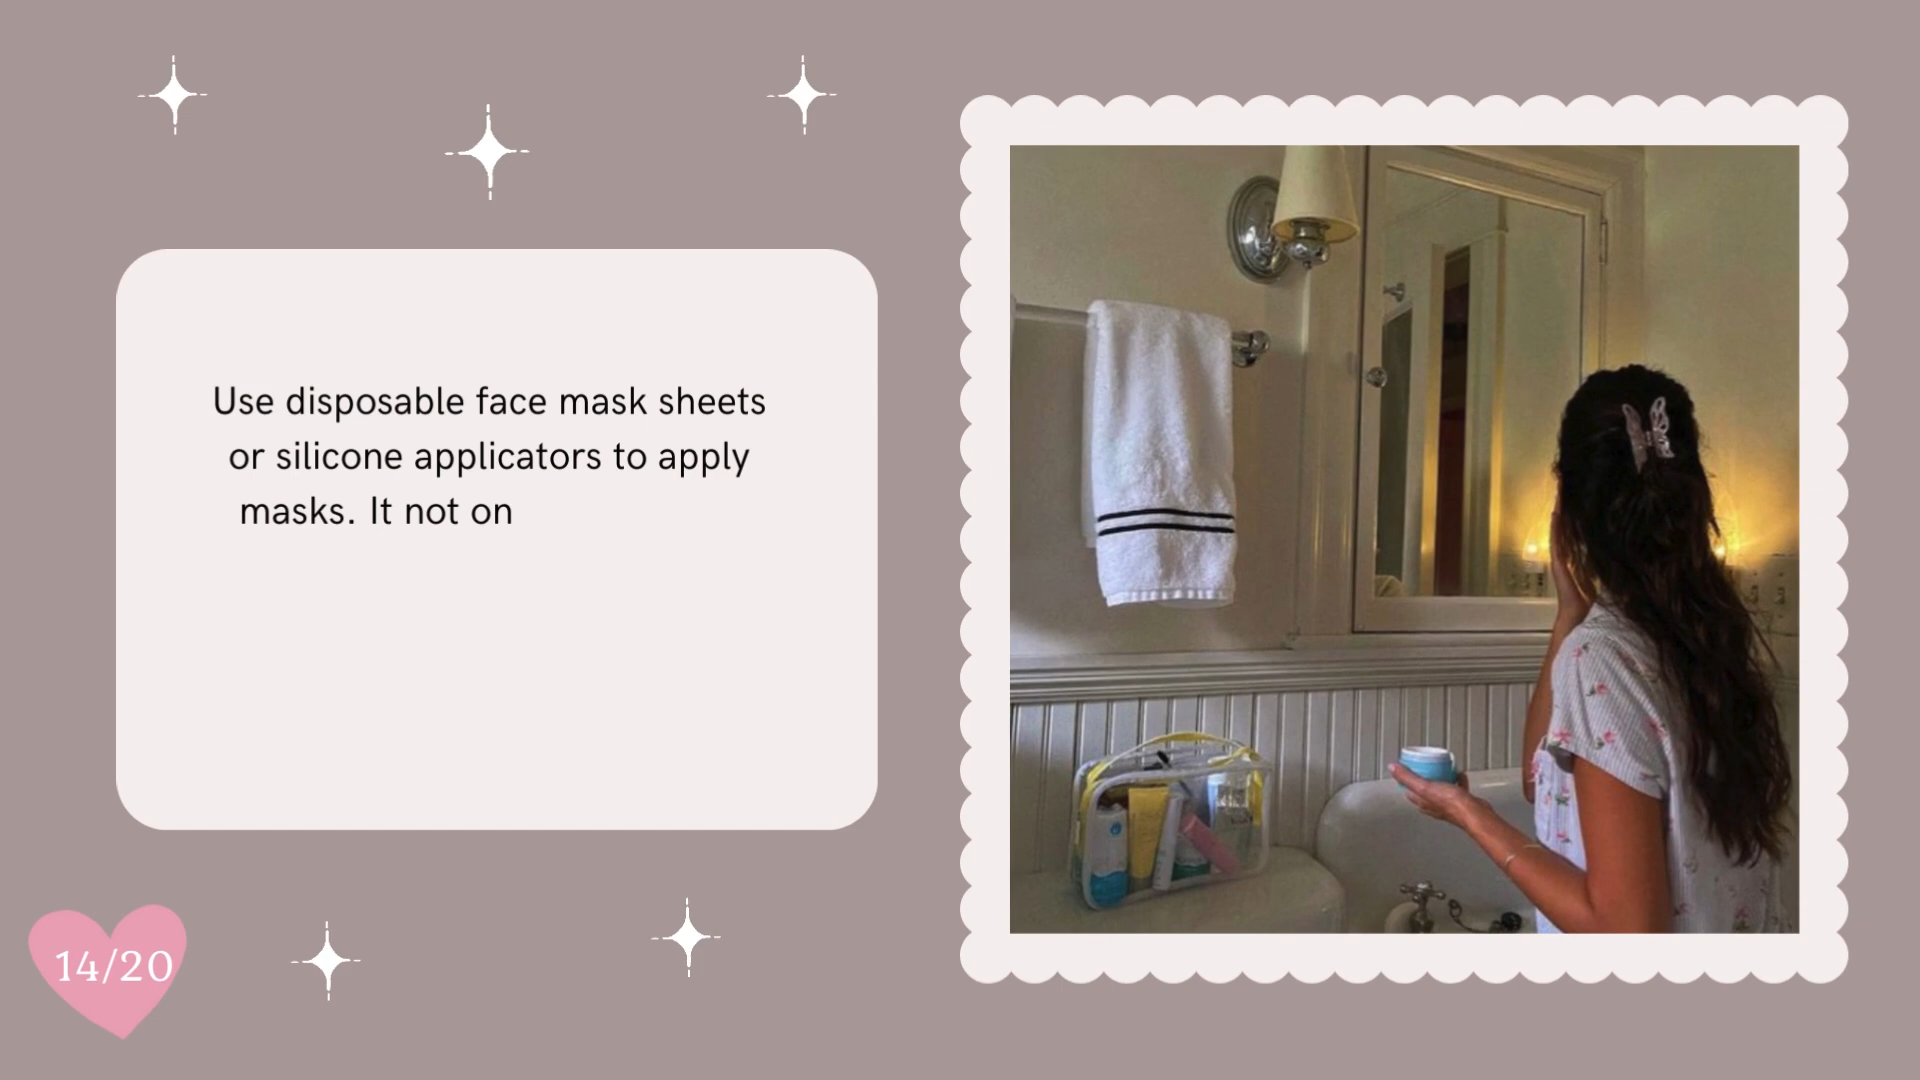 Use disposable face mask sheets
or silicone applicators to apply
masks. It not on
14/20